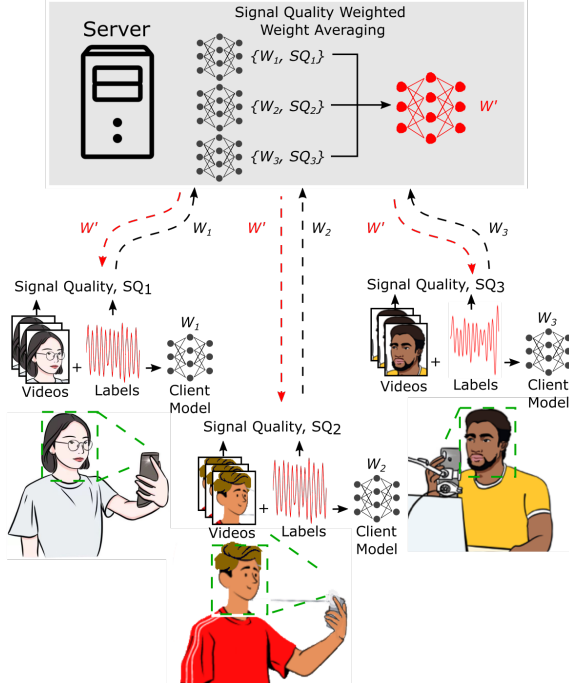 Signal Quality Weighted
Weight Averaging
Server
{W₁, SQ₁}
{W₂, SQ₂}
{W₃, SQ₃}
W'
W'
W₁
W'
W₂
W'
W₃
Signal Quality, SQ₁
W₁
Videos + Labels
Client
Model
Signal Quality, SQ₃
W₃
Videos + Labels
Client
Model
Signal Quality, SQ₂
W₂
Videos + Labels
Client
Model